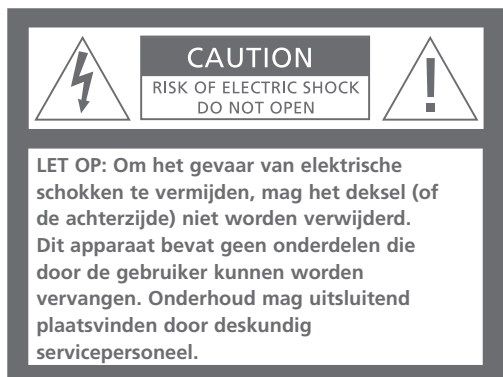 CAUTION
RISK OF ELECTRIC SHOCK
DO NOT OPEN
LET OP: Om het gevaar van elektrische
schokken te vermijden, mag het deksel (of
de achterzijde) niet worden verwijderd.
Dit apparaat bevat geen onderdelen die
door de gebruiker kunnen worden
vervangen. Onderhoud mag uitsluitend
plaatsvinden door deskundig
servicepersoneel.